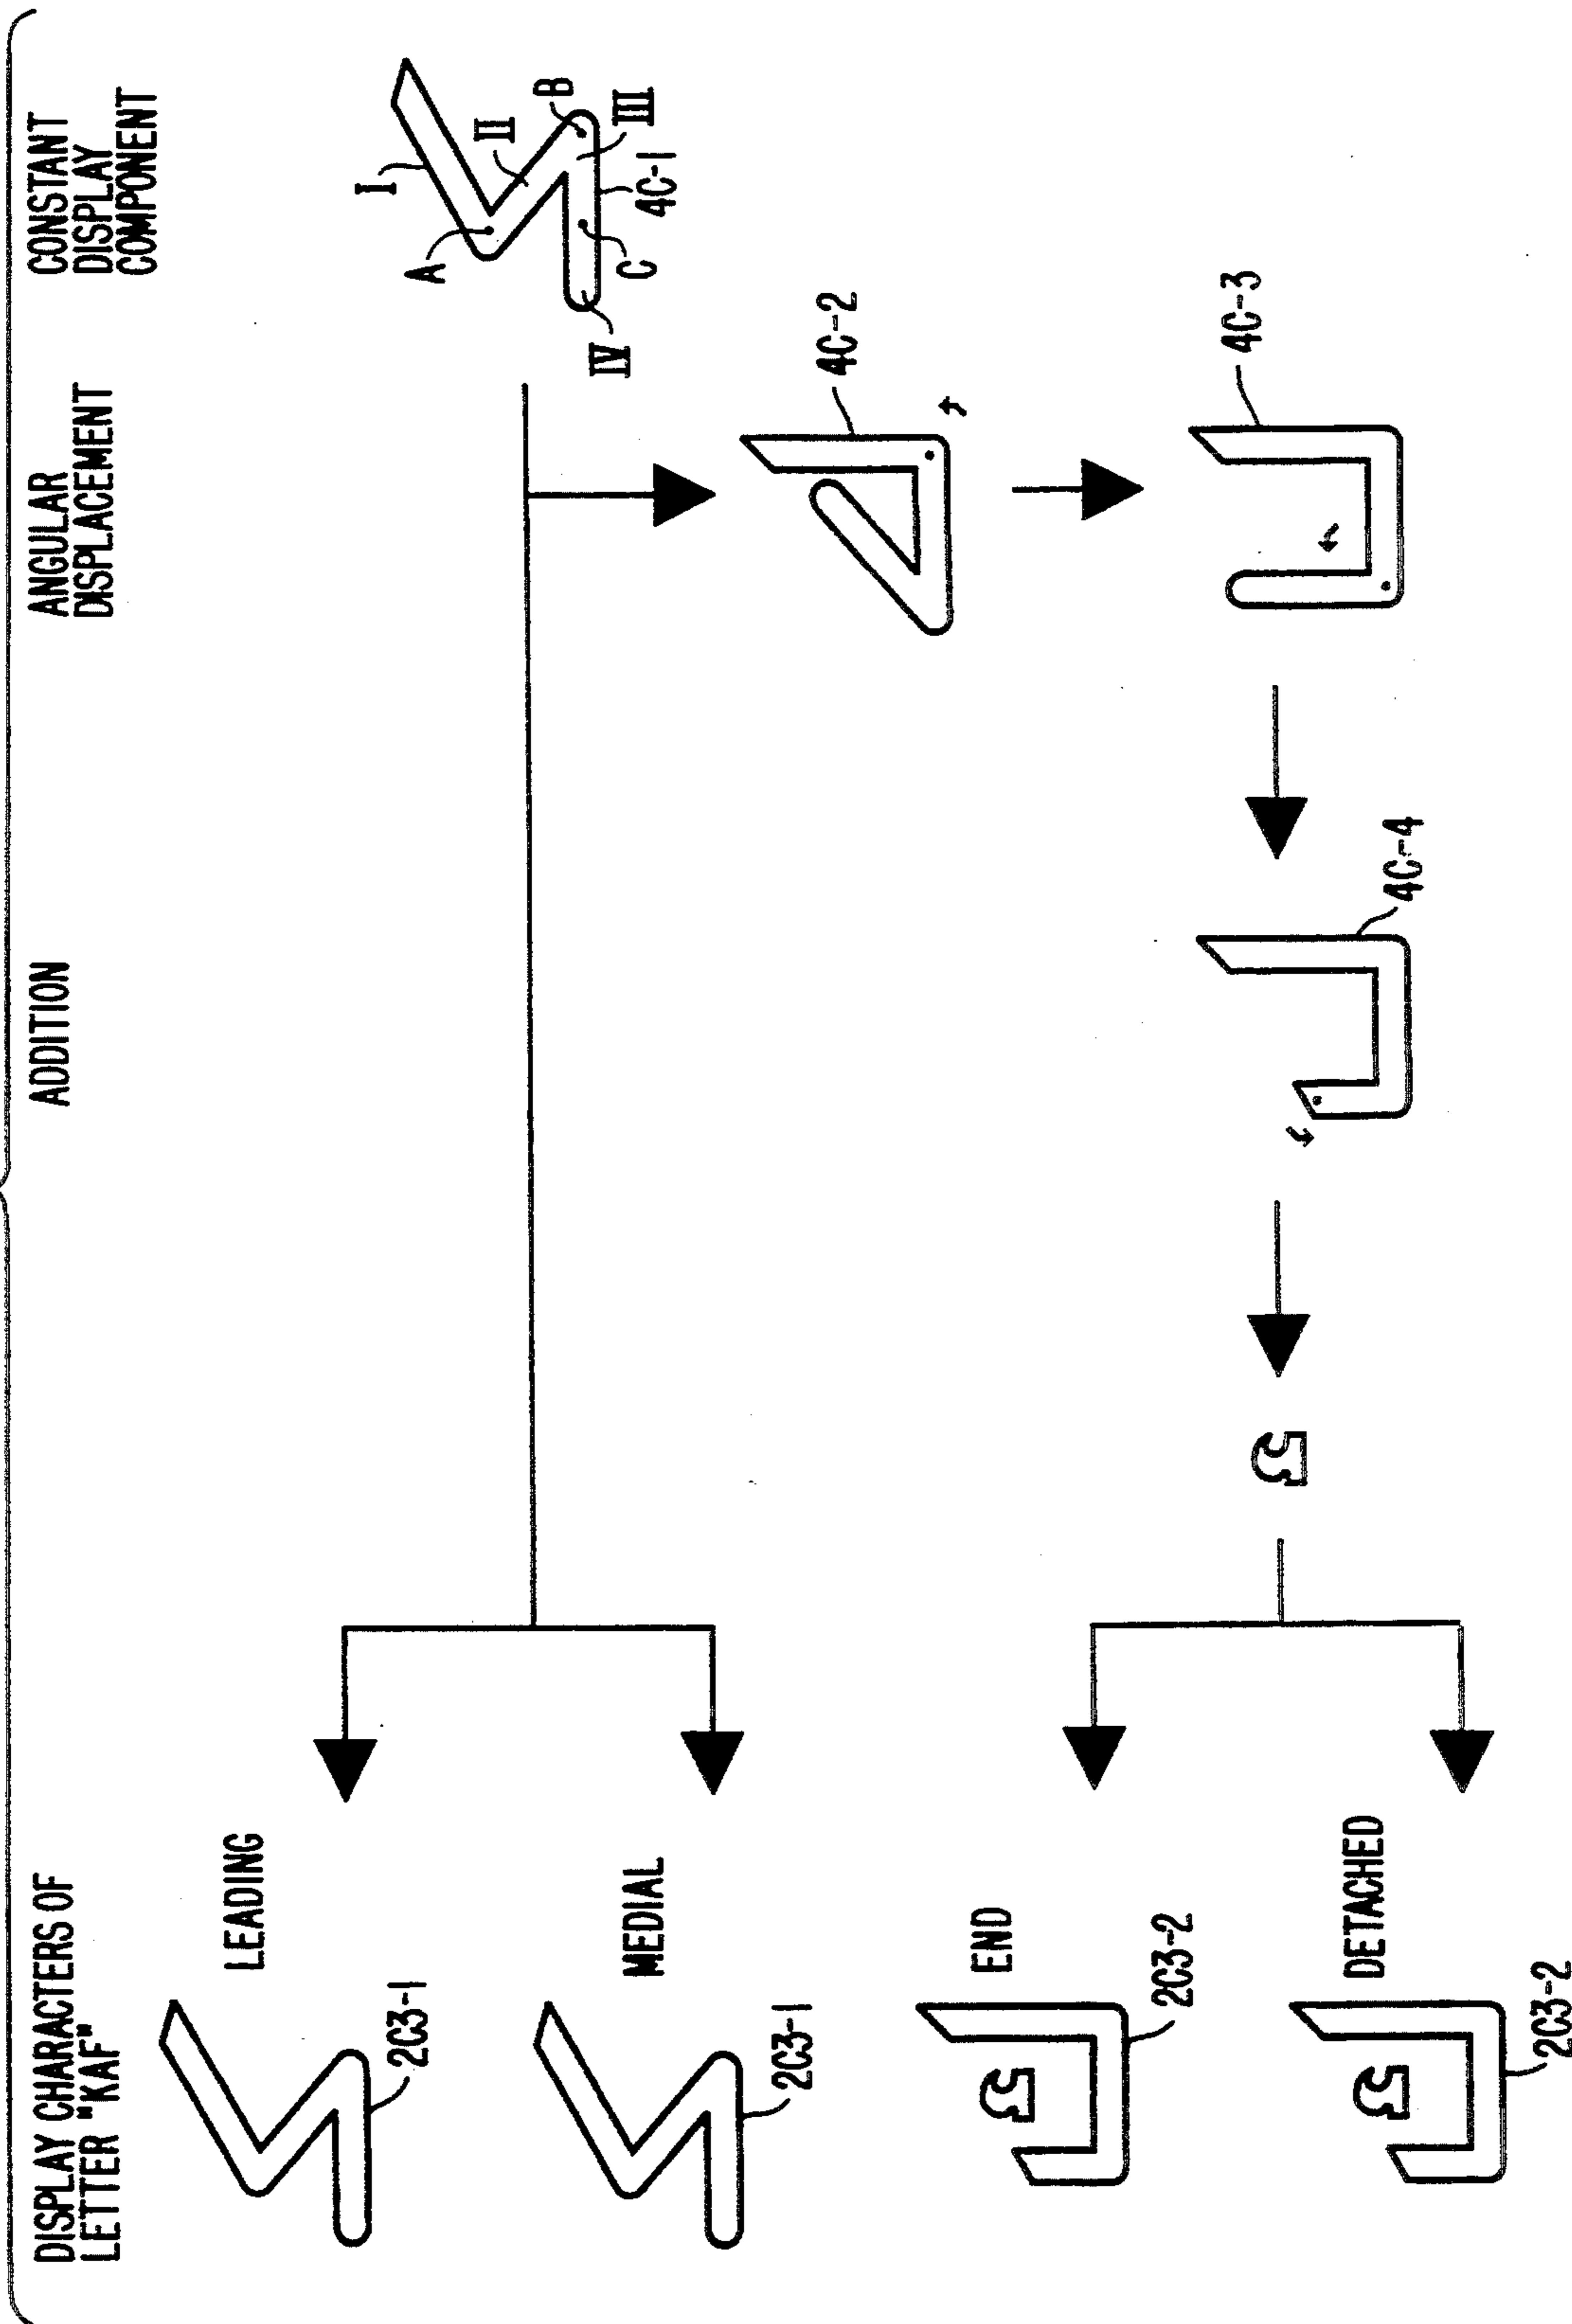 DISPLAY CHARACTERS OF
LETTER "KAF"
ADDITION
ANGULAR
DISPLACEMENT
CONSTANT
DISPLAY
COMPONENT
LEADING
2C3-1
I
A
II
B
III
C
IV
4C-1
MEDIAL
2C3-1
4C-2
END
2C3-2
4C-3
4C-4
DETACHED
2C3-2